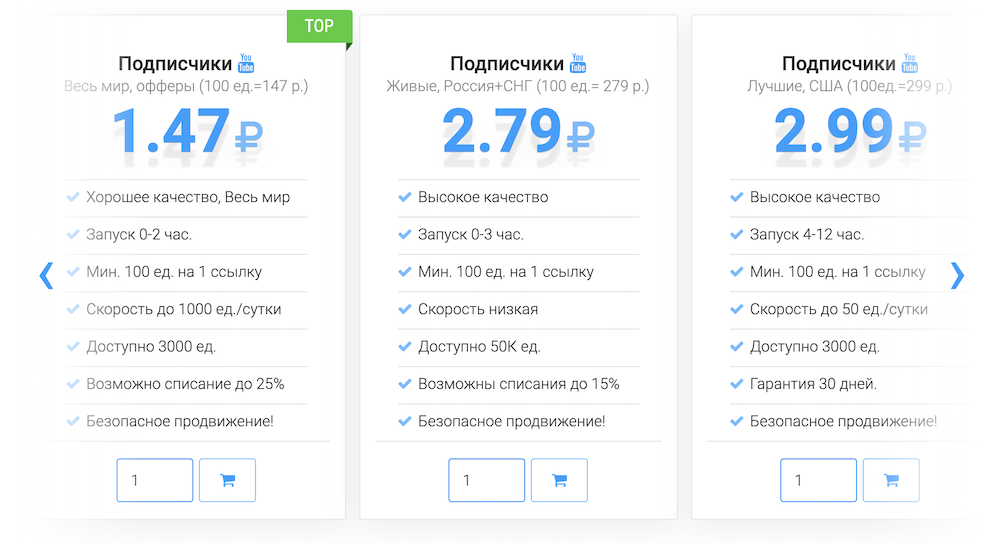 TOP
Подписчики You Tube
Весь мир, офферы (100 ед.=147 р.)
1.47₽
Хорошее качество, Весь мир
Запуск 0-2 час.
Мин. 100 ед. на 1 ссылку
Скорость до 1000 ед./сутки
Доступно 3000 ед.
Возможно списание до 25%
Безопасное продвижение!
1
Подписчики You Tube
Живые, Россия+СНГ (100 ед.= 279 р.)
2.79₽
Высокое качество
Запуск 0-3 час.
Мин. 100 ед. на 1 ссылку
Скорость низкая
Доступно 50К ед.
Возможны списания до 15%
Безопасное продвижение!
1
Подписчики You Tube
Лучшие, США (100ед.=299 р.)
2.99₽
Высокое качество
Запуск 4-12 час.
Мин. 100 ед. на 1 ссылку
Скорость до 50 ед./сутки
Доступно 3000 ед.
Гарантия 30 дней.
Безопасное продвижение!
1